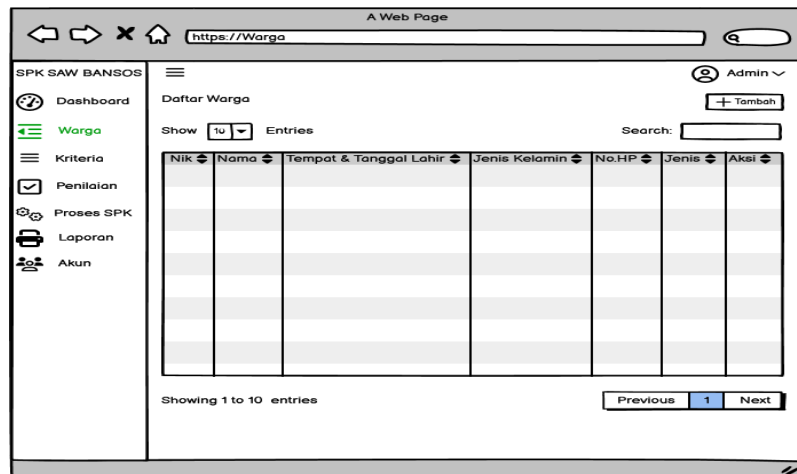 A Web Page
https://Warga
SPK SAW BANSOS
Admin
Dashboard
Daftar Warga
+ Tambah
Warga
Show 10 Entries
Search:
Kriteria
Nik Nama Tempat & Tanggal Lahir Jenis Kelamin No.HP Jenis Aksi
Penilaian
Proses SPK
Laporan
Akun
Showing 1 to 10 entries
Previous 1 Next